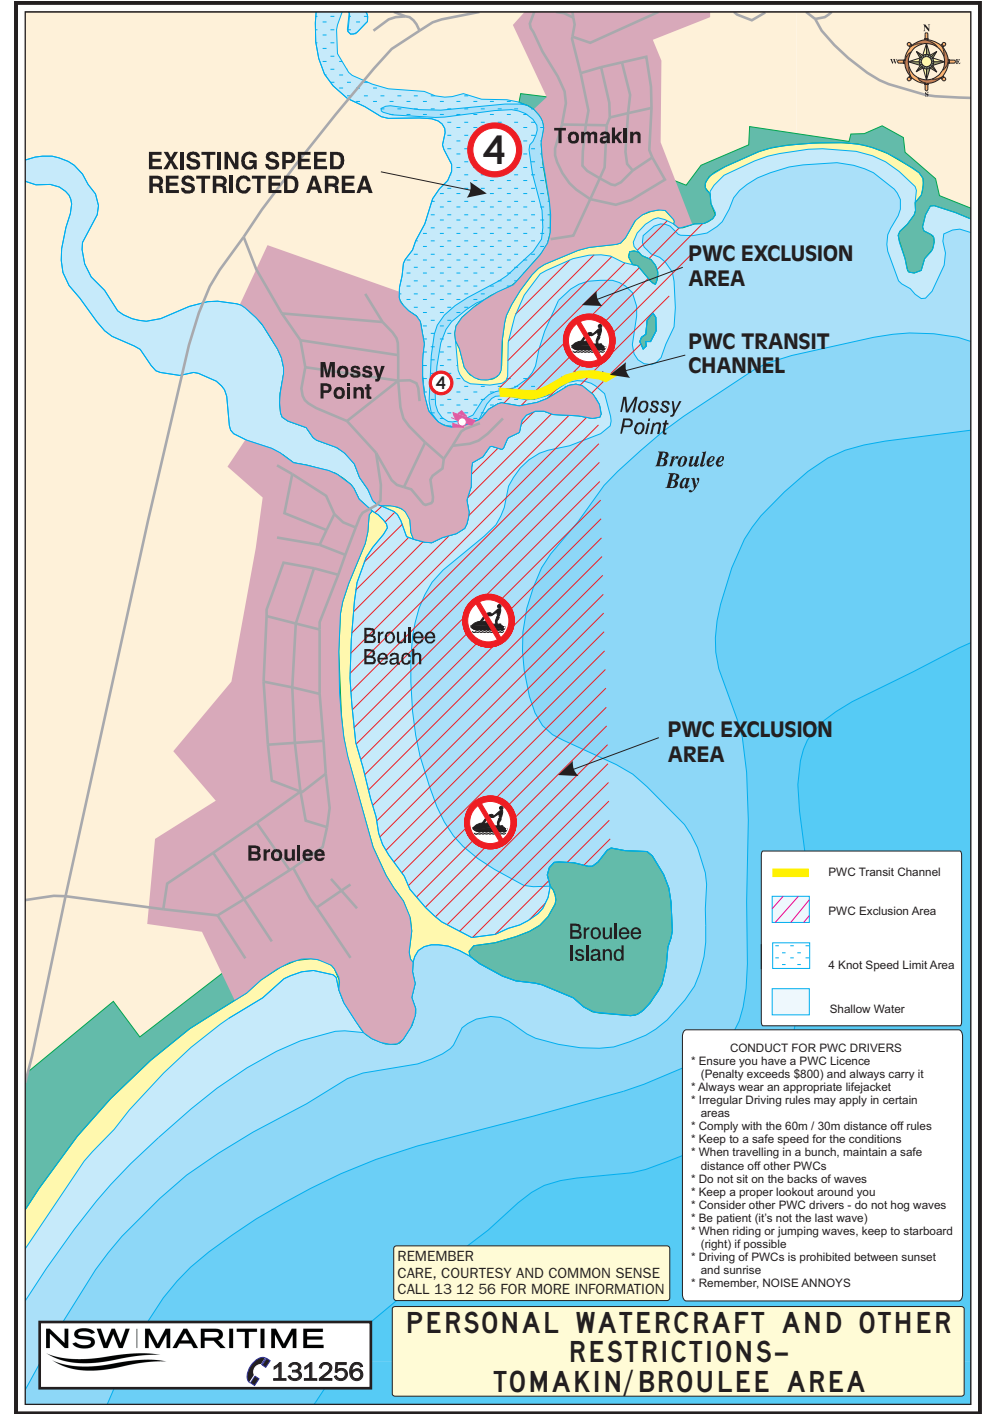 N
W
E
S
TomakIn
4
EXISTING SPEED
RESTRICTED AREA
PWC EXCLUSION
AREA
PWC TRANSIT
CHANNEL
Mossy
Point
4
Mossy
Point
Broulee
Bay
Broulee
Beach
PWC EXCLUSION
AREA
Broulee
Broulee
Island
PWC Transit Channel
PWC Exclusion Area
4 Knot Speed Limit Area
Shallow Water
CONDUCT FOR PWC DRIVERS
* Ensure you have a PWC Licence
(Penalty exceeds $800) and always carry it
* Always wear an appropriate lifejacket
* Irregular Driving rules may apply in certain
areas
* Comply with the 60m / 30m distance off rules
* Keep to a safe speed for the conditions
* When travelling in a bunch, maintain a safe
distance off other PWCs
* Do not sit on the backs of waves
* Keep a proper lookout around you
* Consider other PWC drivers - do not hog waves
* Be patient (it's not the last wave)
* When riding or jumping waves, keep to starboard
(right) if possible
* Driving of PWCs is prohibited between sunset
and sunrise
* Remember, NOISE ANNOYS
REMEMBER
CARE, COURTESY AND COMMON SENSE
CALL 13 12 56 FOR MORE INFORMATION
NSW MARITIME
131256
PERSONAL WATERCRAFT AND OTHER
RESTRICTIONS–
TOMAKIN/BROULEE AREA